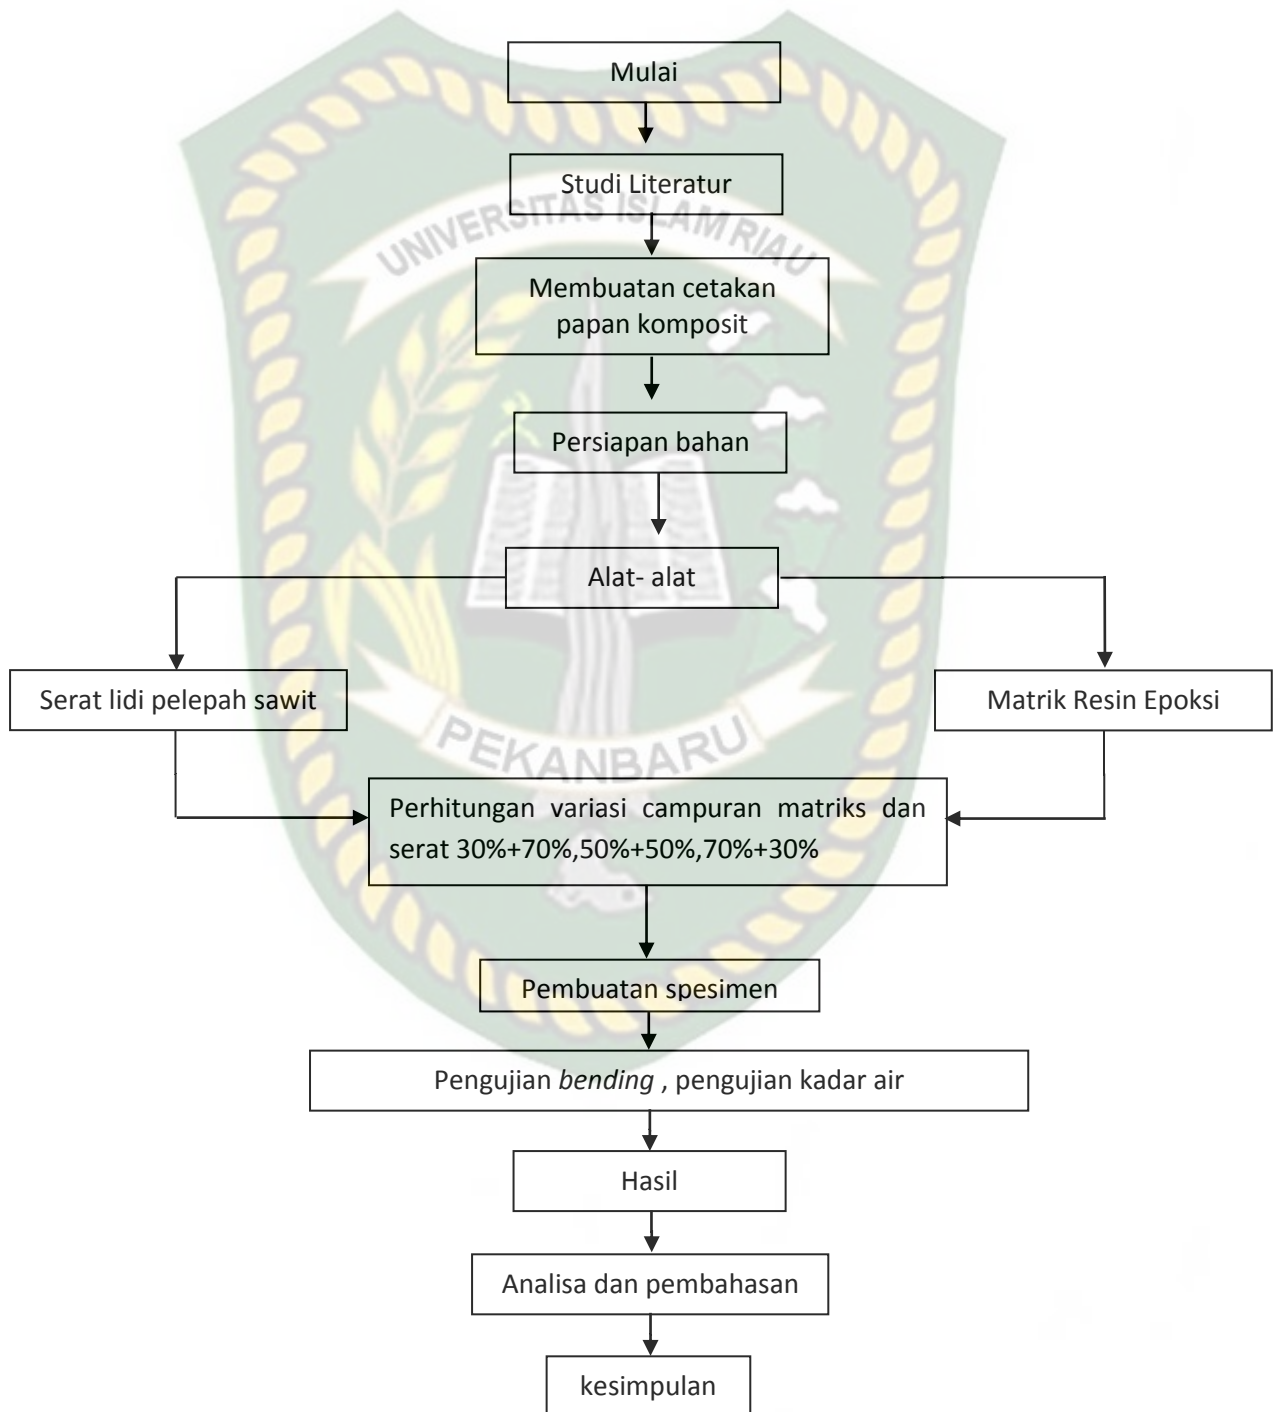 Mulai
Studi Literatur
UNIVERSITAS ISLAM RIAU
Membuatan cetakan
papan komposit
Persiapan bahan
Alat- alat
Serat lidi pelepah sawit
Matrik Resin Epoksi
PEKANBARU
Perhitungan variasi campuran matriks dan
serat 30%+70%,50%+50%,70%+30%
Pembuatan spesimen
Pengujian bending , pengujian kadar air
Hasil
Analisa dan pembahasan
kesimpulan